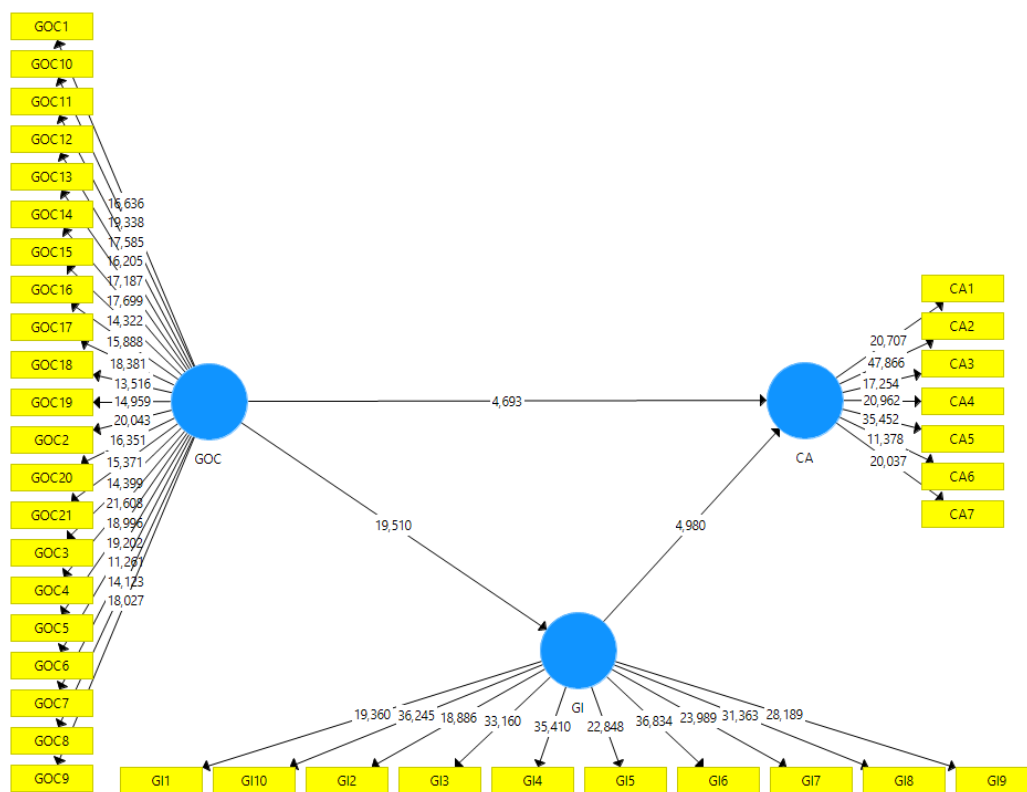 GOC1
GOC10
GOC11
GOC12
GOC13
GOC14
GOC15
GOC16
GOC17
GOC18
GOC19
GOC2
GOC20
GOC21
GOC3
GOC4
GOC5
GOC6
GOC7
GOC8
GOC9
16,636
19,338
17,585
16,205
17,187
17,699
14,322
15,888
18,381
13,516
14,959
20,043
16,351
15,371
14,399
21,608
18,996
19,202
11,261
14,123
18,027
GOC
4,693
19,510
4,980
CA
20,707
47,866
17,254
20,962
35,452
11,378
20,037
CA1
CA2
CA3
CA4
CA5
CA6
CA7
GI
19,360
36,245
18,886
33,160
35,410
22,848
36,834
23,989
31,363
28,189
GI1
GI10
GI2
GI3
GI4
GI5
GI6
GI7
GI8
GI9